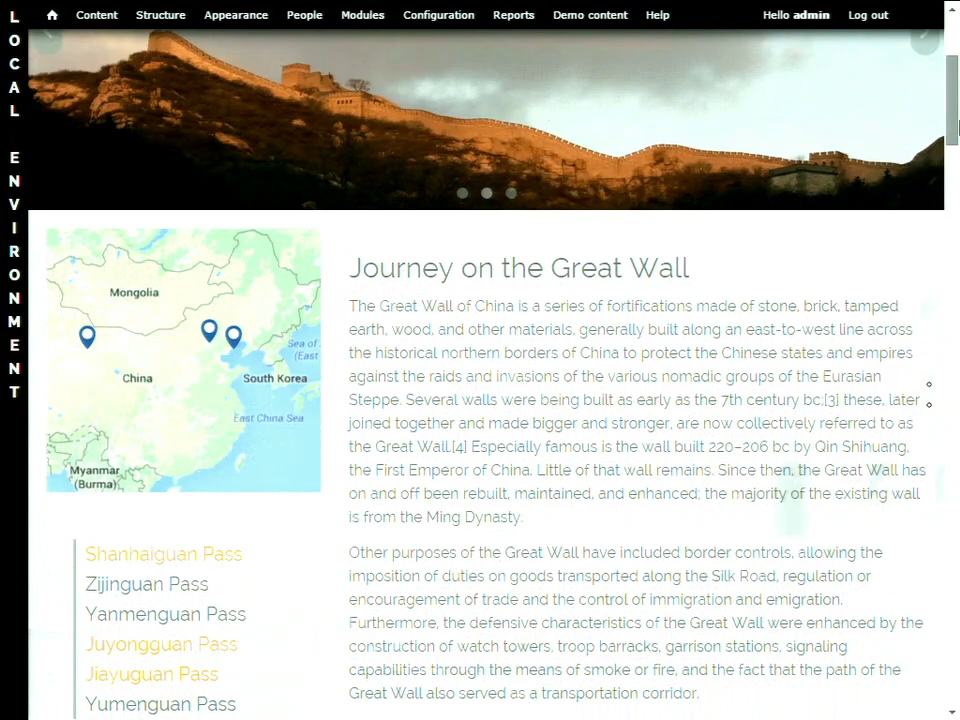 Content Structure Appearance People Modules Configuration Reports Demo content Help Hello admin Log out
LOCAL ENVIRONMENT
Mongolia
China
Sea of
(East
South Korea
East China Sea
Myanmar
(Burma)
Journey on the Great Wall
The Great Wall of China is a series of fortifications made of stone, brick, tamped
earth, wood, and other materials, generally built along an east-to-west line across
the historical northern borders of China to protect the Chinese states and empires
against the raids and invasions of the various nomadic groups of the Eurasian
Steppe. Several walls were being built as early as the 7th century bc;[3] these, later
joined together and made bigger and stronger, are now collectively referred to as
the Great Wall.[4] Especially famous is the wall built 220–206 bc by Qin Shihuang,
the First Emperor of China. Little of that wall remains. Since then, the Great Wall has
on and off been rebuilt, maintained, and enhanced; the majority of the existing wall
is from the Ming Dynasty.
Other purposes of the Great Wall have included border controls, allowing the
imposition of duties on goods transported along the Silk Road, regulation or
encouragement of trade and the control of immigration and emigration.
Furthermore, the defensive characteristics of the Great Wall were enhanced by the
construction of watch towers, troop barracks, garrison stations, signaling
capabilities through the means of smoke or fire, and the fact that the path of the
Great Wall also served as a transportation corridor.
Shanhaiguan Pass
Zijinguan Pass
Yanmenguan Pass
Juyongguan Pass
Jiayuguan Pass
Yumenguan Pass